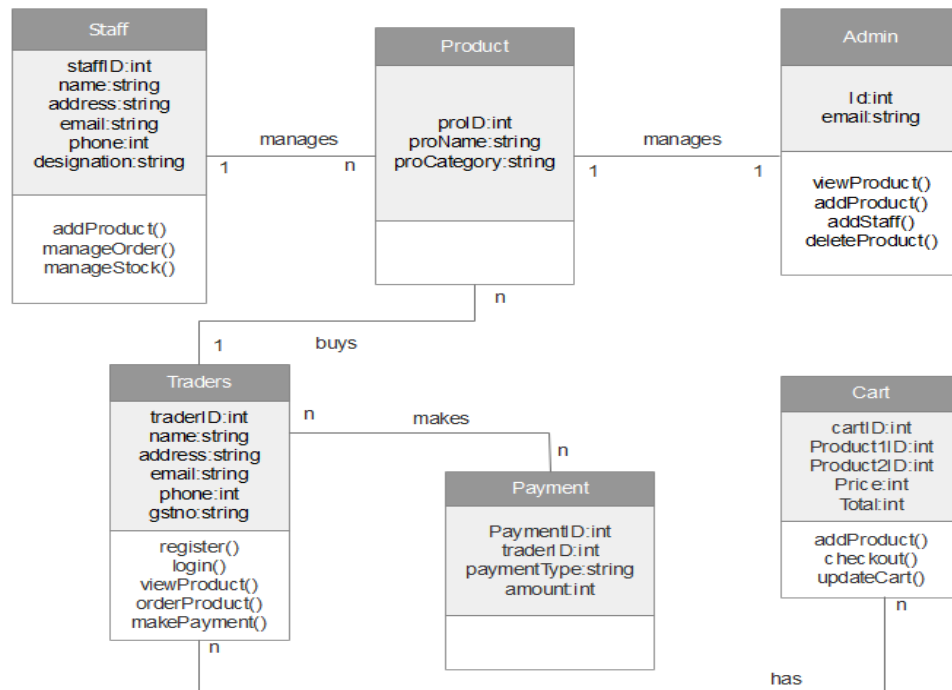 Staff
staffID:int
name:string
address:string
email:string
phone:int
designation:string
addProduct()
manageOrder()
manageStock()
manages
1
n
Product
proID:int
proName:string
proCategory:string
manages
1
1
Admin
Id:int
email:string
viewProduct()
addProduct()
addStaff()
deleteProduct()
n
buys
1
Traders
traderID:int
name:string
address:string
email:string
phone:int
gstno:string
register()
login()
viewProduct()
orderProduct()
makePayment()
n
makes
n
Payment
PaymentID:int
traderID:int
paymentType:string
amount:int
Cart
cartID:int
Product1ID:int
Product2ID:int
Price:int
Total:int
addProduct()
checkout()
updateCart()
n
n
has